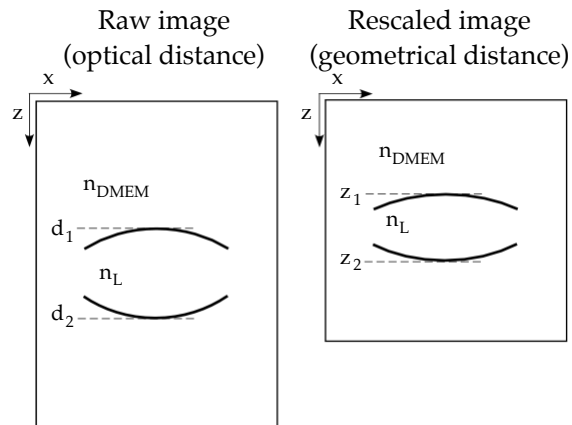 Raw image
(optical distance)
x
z
n_DMEM
d_1
n_L
d_2
Rescaled image
(geometrical distance)
x
z
n_DMEM
z_1
n_L
z_2